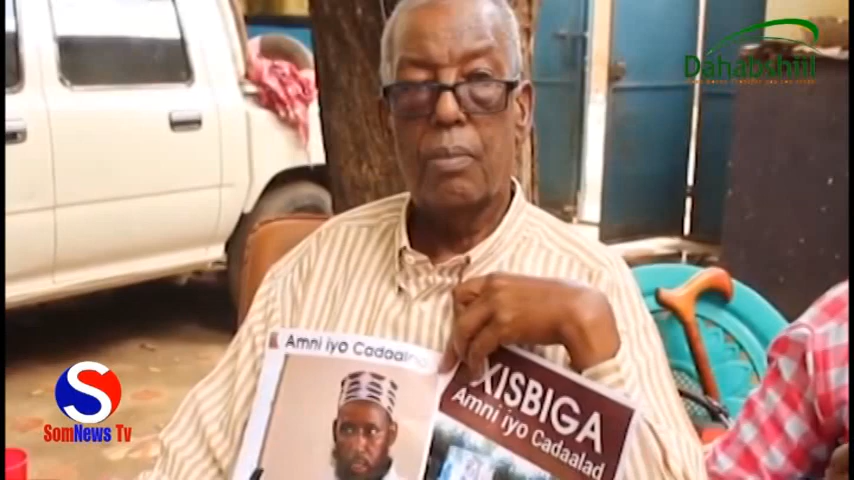 Dahabshiil
Amni iyo Cadaalad
XISBIGA
Amni iyo Cadaalad
S
SomNews Tv